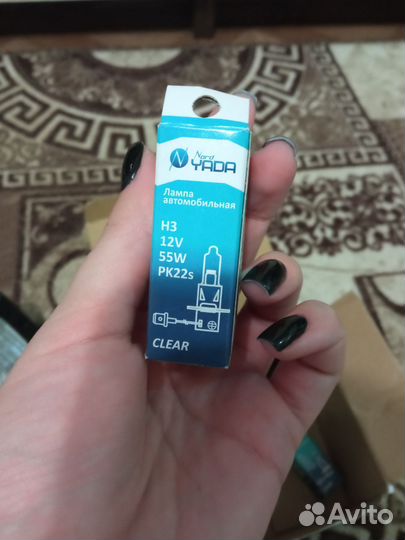 Nord
YADA
Лампа
автомобильная
H3
12V
55W
PK22s
CLEAR
Avito